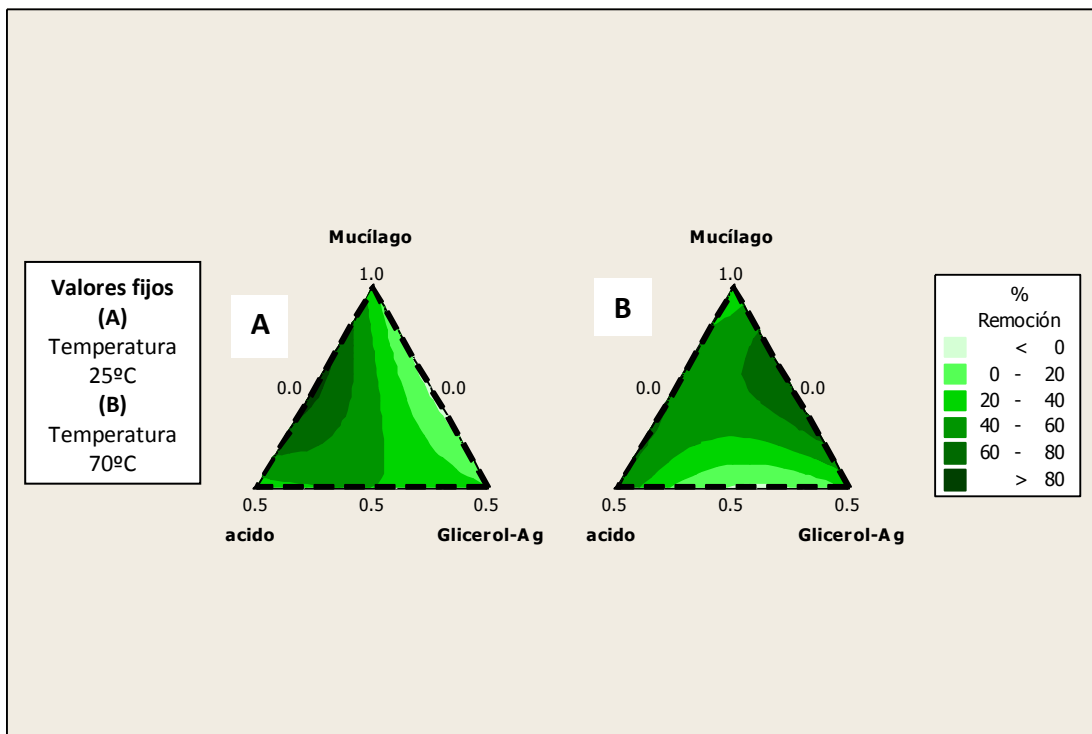 Valores fijos
(A)
Temperatura
25ºC
(B)
Temperatura
70ºC
A
Mucílago
1.0
0.0
0.0
0.5
0.5
0.5
acido
Glicerol-Ag
B
Mucílago
1.0
0.0
0.0
0.5
0.5
0.5
acido
Glicerol-Ag
%
Remoción
< 0
0 - 20
20 - 40
40 - 60
60 - 80
> 80